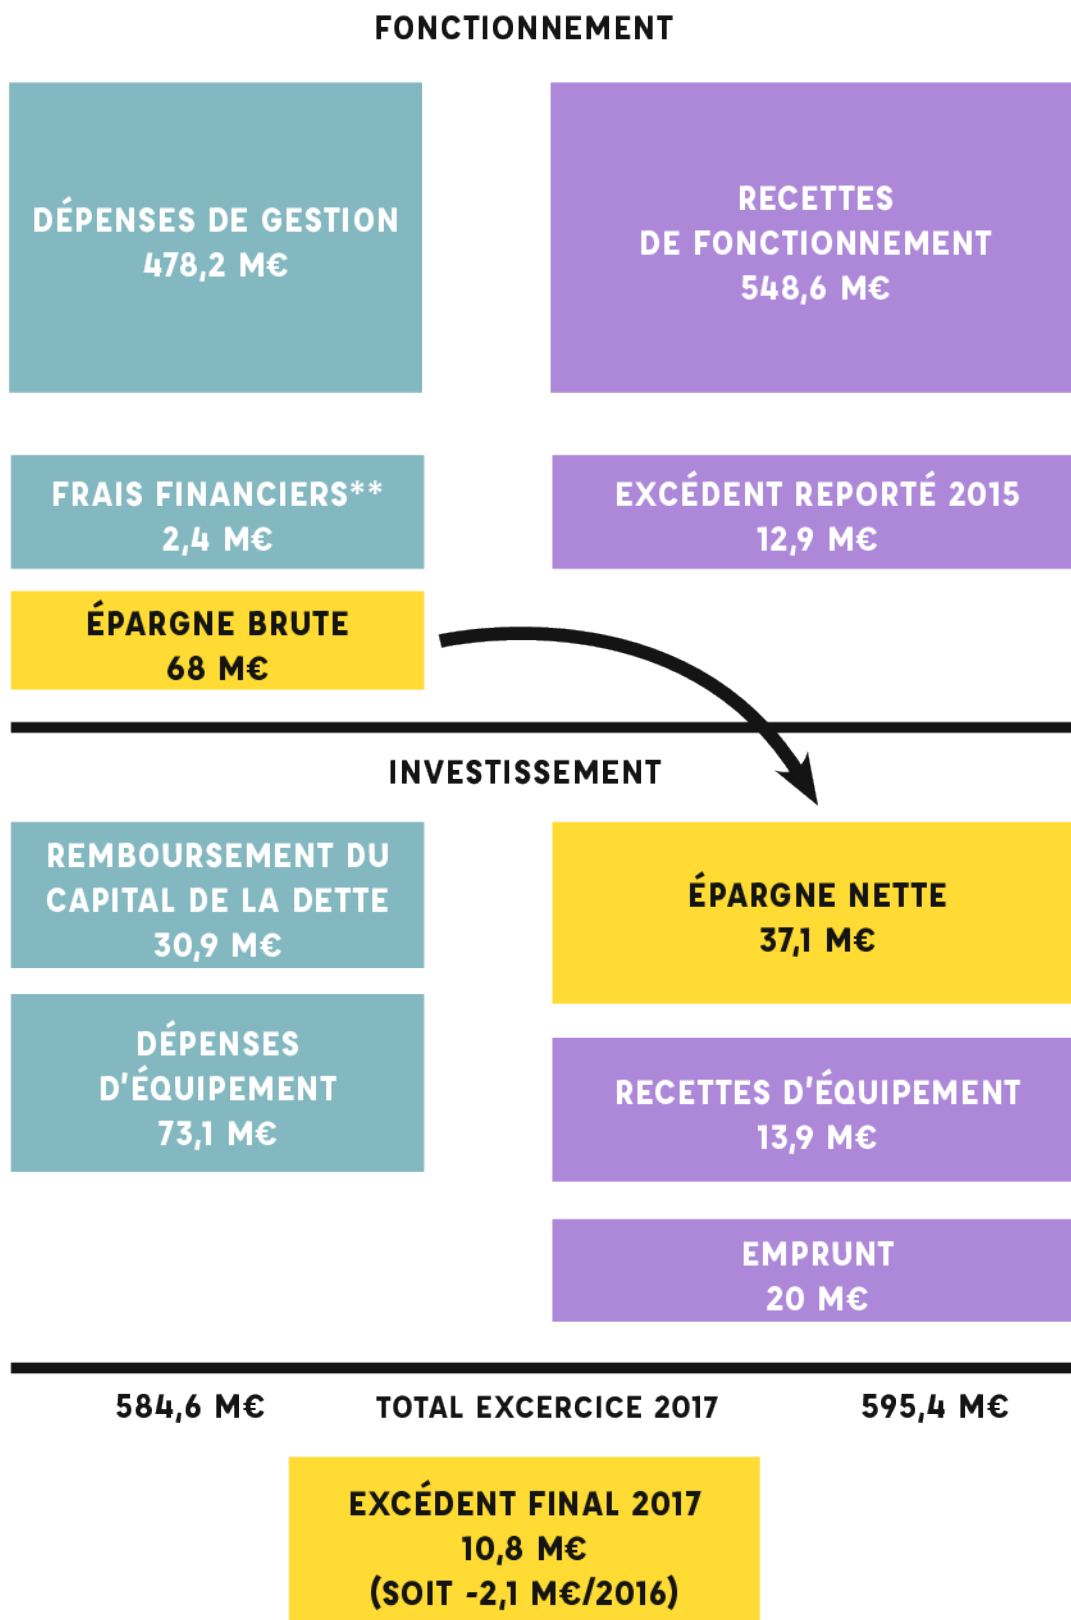 FONCTIONNEMENT
DÉPENSES DE GESTION
478,2 M€
RECETTES
DE FONCTIONNEMENT
548,6 M€
FRAIS FINANCIERS**
2,4 M€
EXCÉDENT REPORTÉ 2015
12,9 M€
ÉPARGNE BRUTE
68 M€
INVESTISSEMENT
REMBOURSEMENT DU
CAPITAL DE LA DETTE
30,9 M€
ÉPARGNE NETTE
37,1 M€
DÉPENSES
D'ÉQUIPEMENT
73,1 M€
RECETTES D'ÉQUIPEMENT
13,9 M€
EMPRUNT
20 M€
584,6 M€ TOTAL EXCERCICE 2017 595,4 M€
EXCÉDENT FINAL 2017
10,8 M€
(SOIT -2,1 M€/2016)